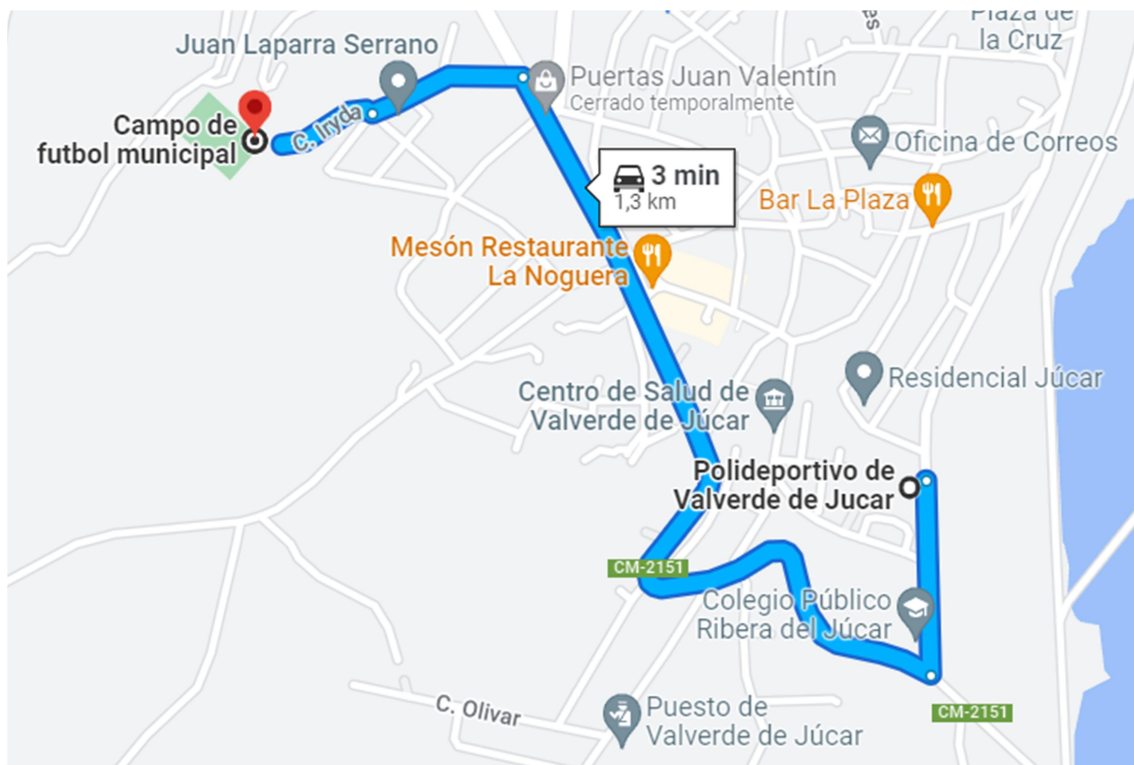 Plaza de
la Cruz
Juan Laparra Serrano
Puertas Juan Valentín
Cerrado temporalmente
Campo de
futbol municipal
C. Iryda
Oficina de Correos
3 min
1,3 km
Bar La Plaza
Mesón Restaurante
La Noguera
Residencial Júcar
Centro de Salud de
Valverde de Júcar
Polideportivo de
Valverde de Jucar
CM-2151
Colegio Público
Ribera del Júcar
C. Olivar
CM-2151
Puesto de
Valverde de Júcar